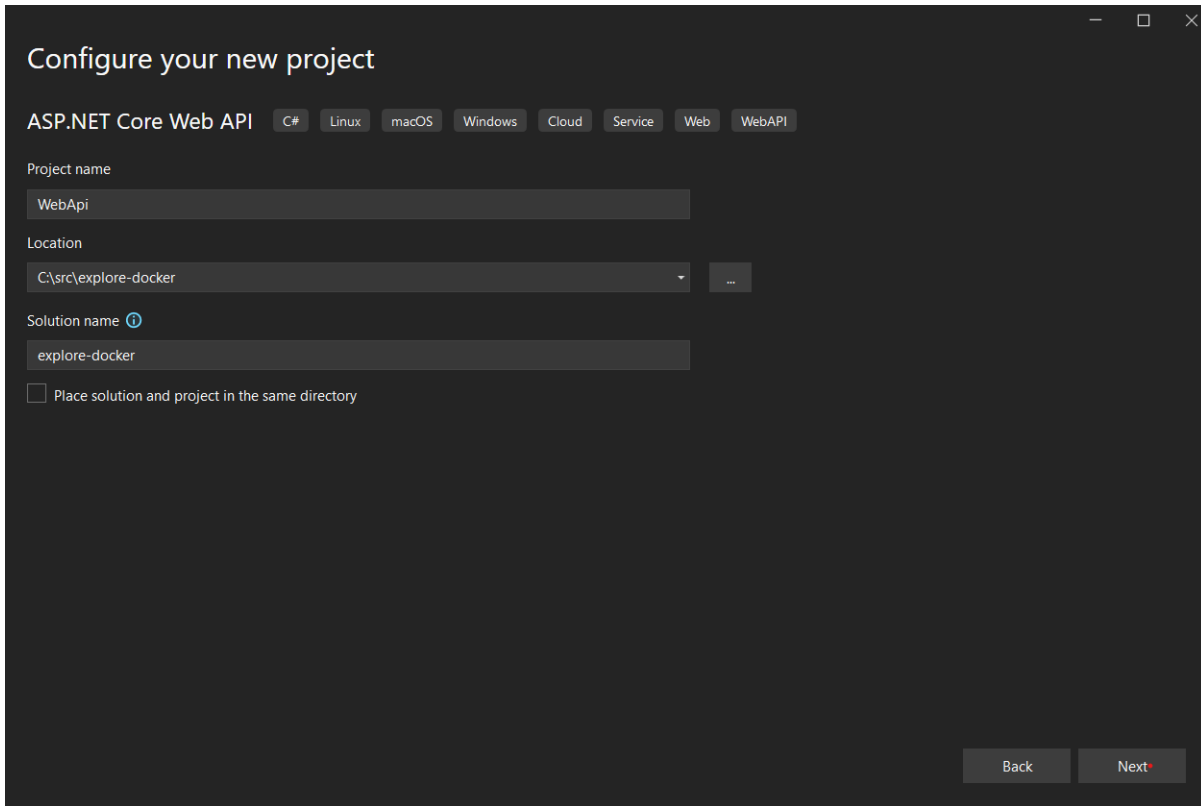 Configure your new project
ASP.NET Core Web API C# Linux macOS Windows Cloud Service Web WebAPI
Project name
WebApi
Location
C:\src\explore-docker
...
Solution name
explore-docker
Place solution and project in the same directory
Back Next